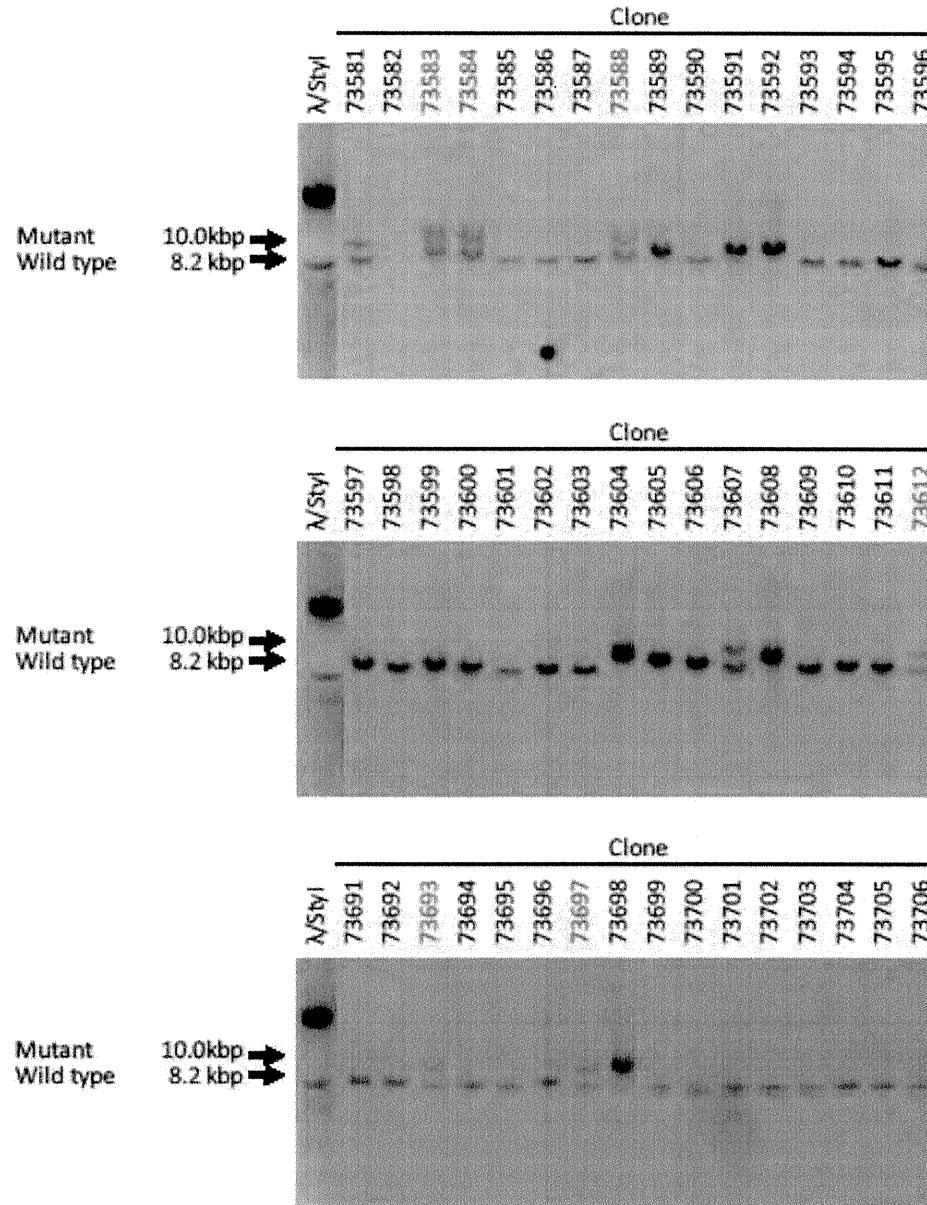 Clone
λ/StyI 73581 73582 73583 73584 73585 73586 73587 73588 73589 73590 73591 73592 73593 73594 73595 73596
Mutant 10.0kbp
Wild type 8.2 kbp
Clone
λ/StyI 73597 73598 73599 73600 73601 73602 73603 73604 73605 73606 73607 73608 73609 73610 73611 73612
Mutant 10.0kbp
Wild type 8.2 kbp
Clone
λ/StyI 73691 73692 73693 73694 73695 73696 73697 73698 73699 73700 73701 73702 73703 73704 73705 73706
Mutant 10.0kbp
Wild type 8.2 kbp